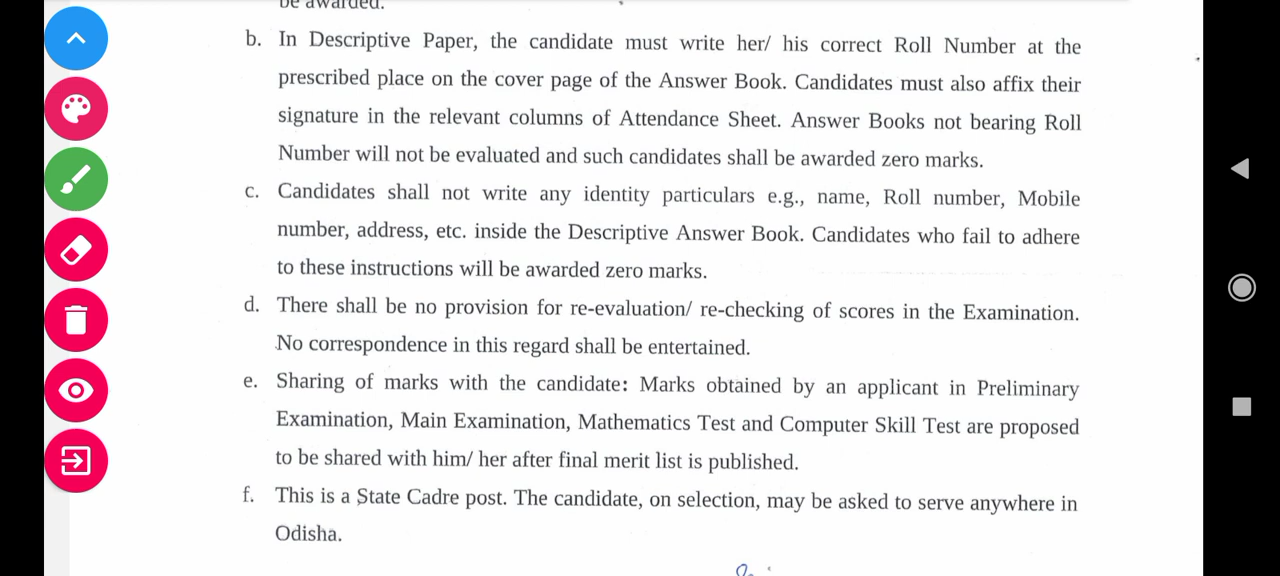 be awarded.
b. In Descriptive Paper, the candidate must write her/ his correct Roll Number at the
prescribed place on the cover page of the Answer Book. Candidates must also affix their
signature in the relevant columns of Attendance Sheet. Answer Books not bearing Roll
Number will not be evaluated and such candidates shall be awarded zero marks.
c. Candidates shall not write any identity particulars e.g., name, Roll number, Mobile
number, address, etc. inside the Descriptive Answer Book. Candidates who fail to adhere
to these instructions will be awarded zero marks.
d. There shall be no provision for re-evaluation/ re-checking of scores in the Examination.
No correspondence in this regard shall be entertained.
e. Sharing of marks with the candidate: Marks obtained by an applicant in Preliminary
Examination, Main Examination, Mathematics Test and Computer Skill Test are proposed
to be shared with him/ her after final merit list is published.
f. This is a State Cadre post. The candidate, on selection, may be asked to serve anywhere in
Odisha.